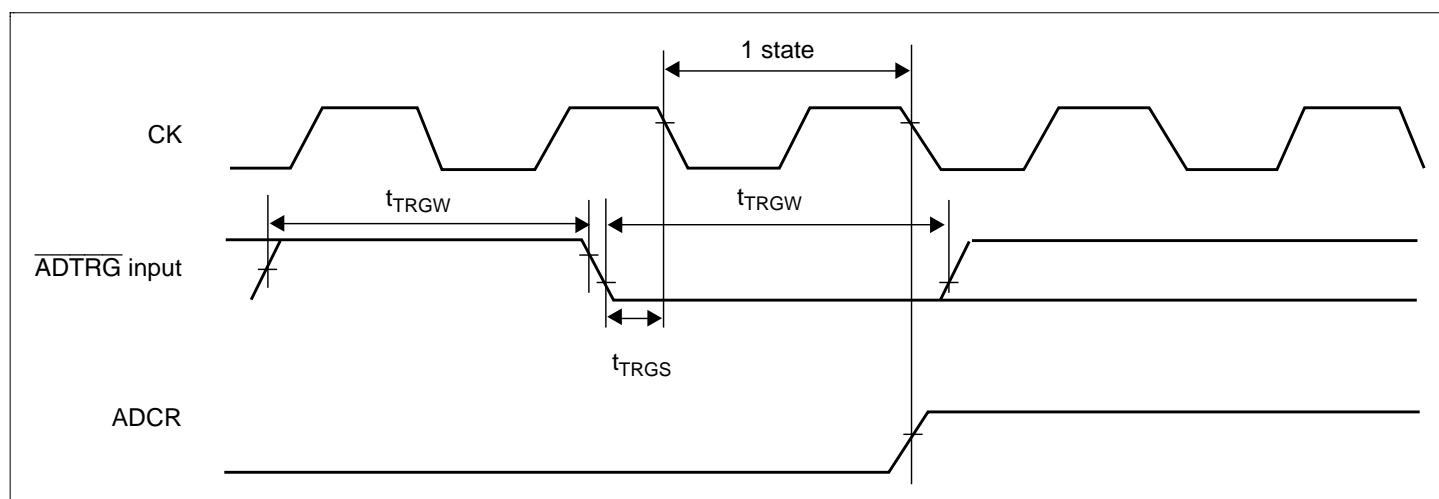 1 state
CK
tTRGW
tTRGW
ADTRG input
tTRGS
ADCR